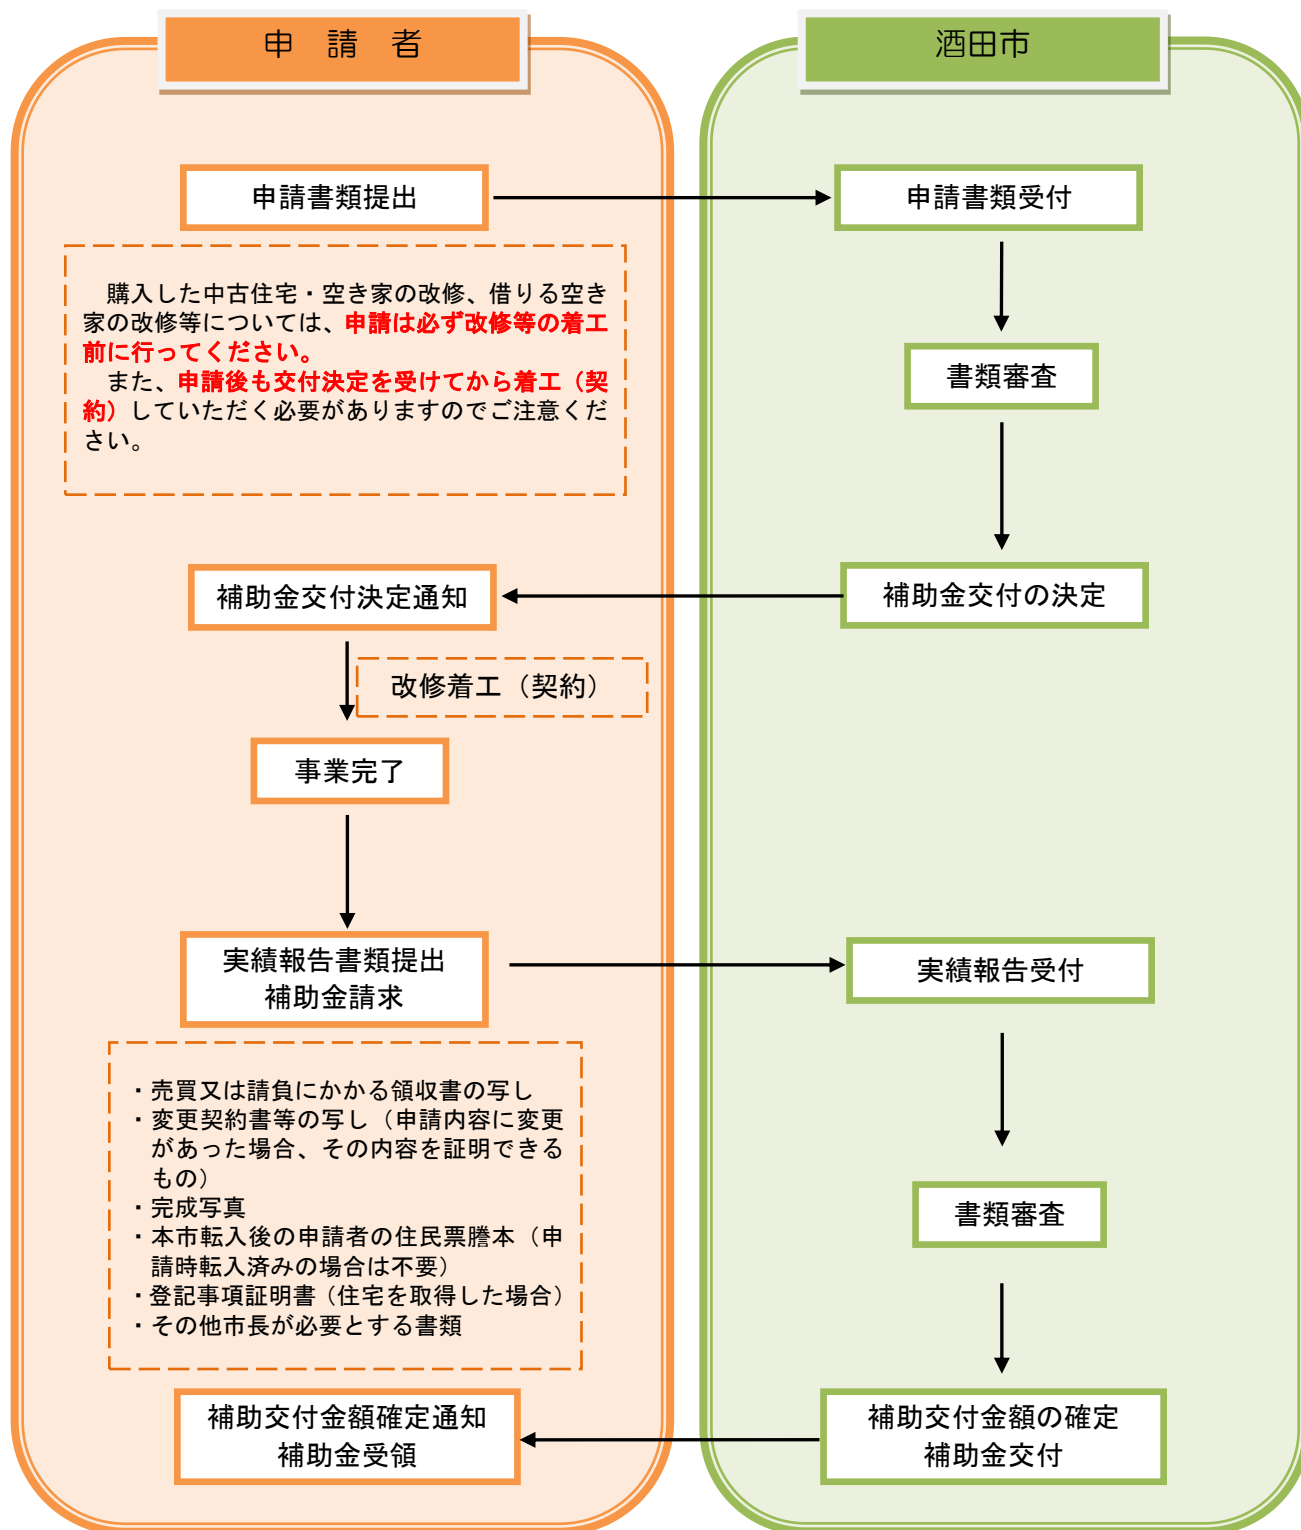 申　請　者
酒田市
申請書類提出
申請書類受付
購入した中古住宅・空き家の改修、借りる空き
家の改修等については、申請は必ず改修等の着工
前に行ってください。
また、申請後も交付決定を受けてから着工（契
約）していただく必要がありますのでご注意くだ
さい。
書類審査
補助金交付決定通知
補助金交付の決定
改修着工（契約）
事業完了
実績報告書類提出
補助金請求
実績報告受付
・売買又は請負にかかる領収書の写し
・変更契約書等の写し（申請内容に変更
があった場合、その内容を証明できる
もの）
・完成写真
・本市転入後の申請者の住民票謄本（申
請時転入済みの場合は不要）
・登記事項証明書（住宅を取得した場合）
・その他市長が必要とする書類
書類審査
補助交付金額確定通知
補助金受領
補助交付金額の確定
補助金交付